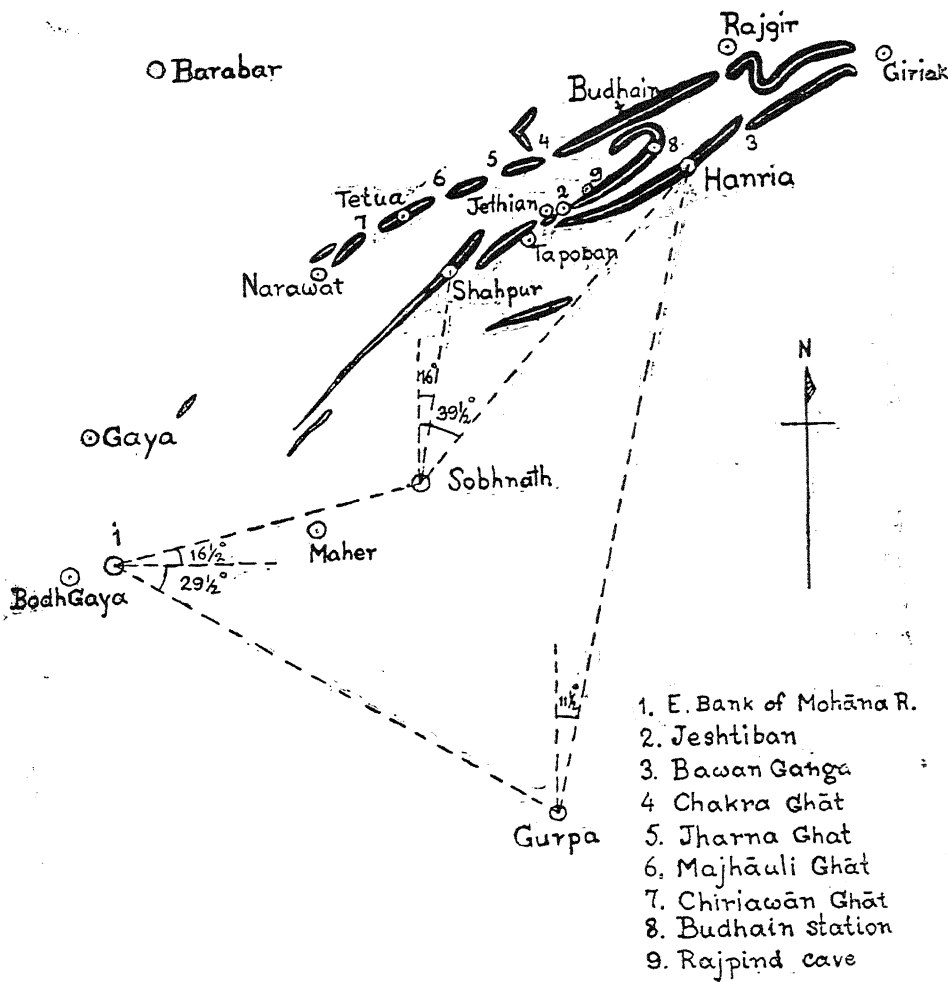 Rajgir
Barabar
Giriak
Budhain
4
8
3
5
6
9
Hanria
Tetua
Jethian
2
7
Tapoban
Narawat
Shahpur
N
16°
39½°
Gaya
Sobhnath
1
Maher
16½°
29½°
BodhGaya
11½°
Gurpa
1. E. Bank of Mohāna R.
2. Jeshtiban
3. Bawan Ganga
4 Chakra Ghāt
5. Jharna Ghat
6. Majhāuli Ghāt
7. Chiriawān Ghāt
8. Budhain station
9. Rajpind cave